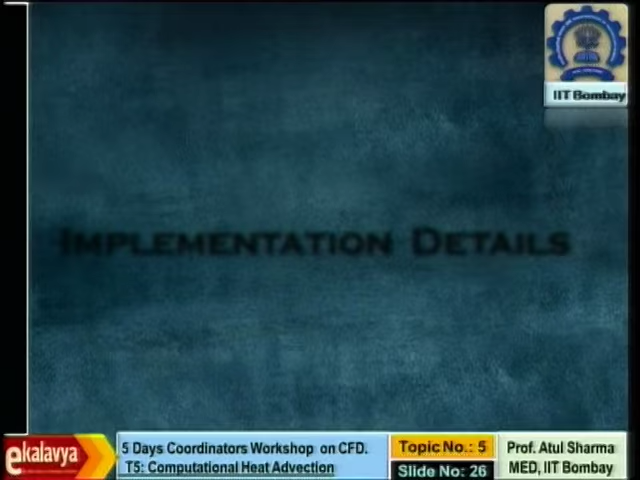 IIT Bombay
IMPLEMENTATION DETAILS
ekalavya
5 Days Coordinators Workshop on CFD.
T5: Computational Heat Advection
Topic No.: 5
Slide No: 26
Prof. Atul Sharma
MED, IIT Bombay